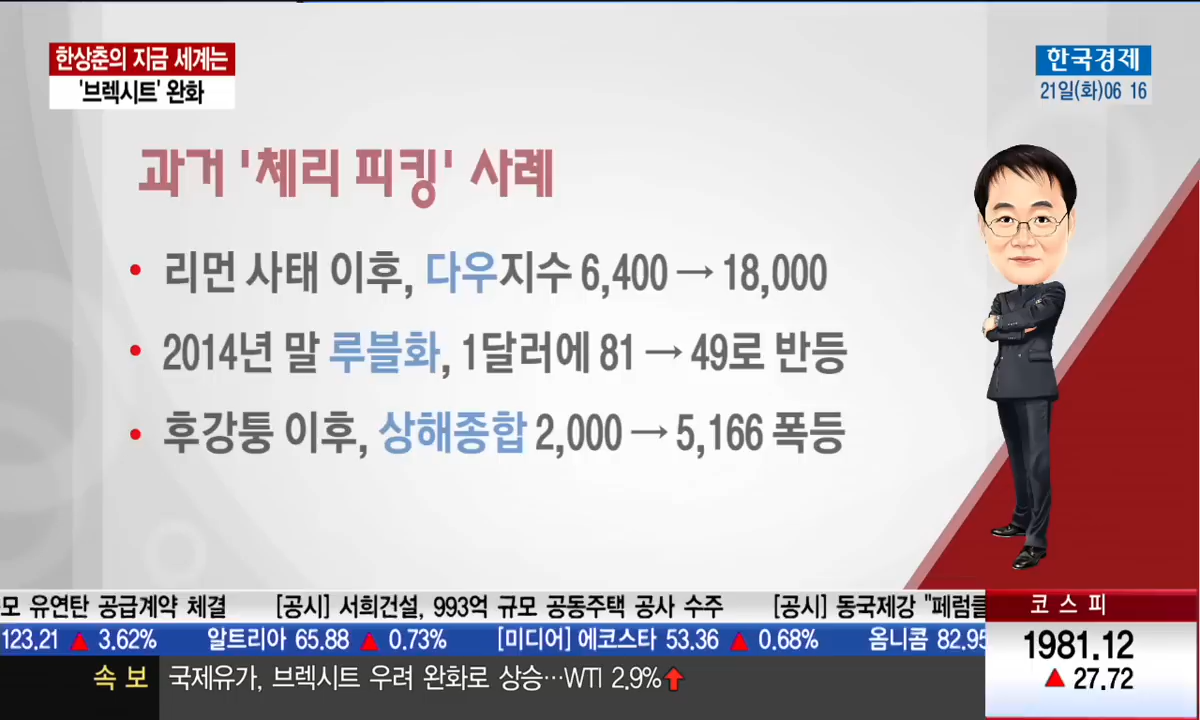 한상춘의 지금 세계는
'브렉시트' 완화
한국경제
21일(화)06 16
과거 '체리 피킹' 사례
• 리먼 사태 이후, 다우지수 6,400 → 18,000
• 2014년 말 루블화, 1달러에 81 → 49로 반등
• 후강퉁 이후, 상해종합 2,000 → 5,166 폭등
모 유연탄 공급계약 체결 [공시] 서희건설, 993억 규모 공동주택 공사 수주 [공시] 동국제강 "페럼클
123.21 ▲ 3.62% 알트리아 65.88 ▲ 0.73% [미디어] 에코스타 53.36 ▲ 0.68% 옴니콤 82.95
속보 국제유가, 브렉시트 우려 완화로 상승…WTI 2.9%⬆
코스피
1981.12
▲ 27.72